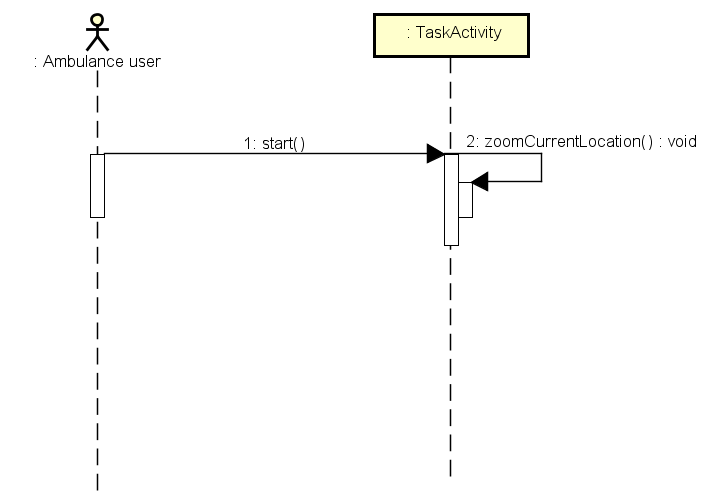 : TaskActivity
: Ambulance user
1: start()
2: zoomCurrentLocation() : void